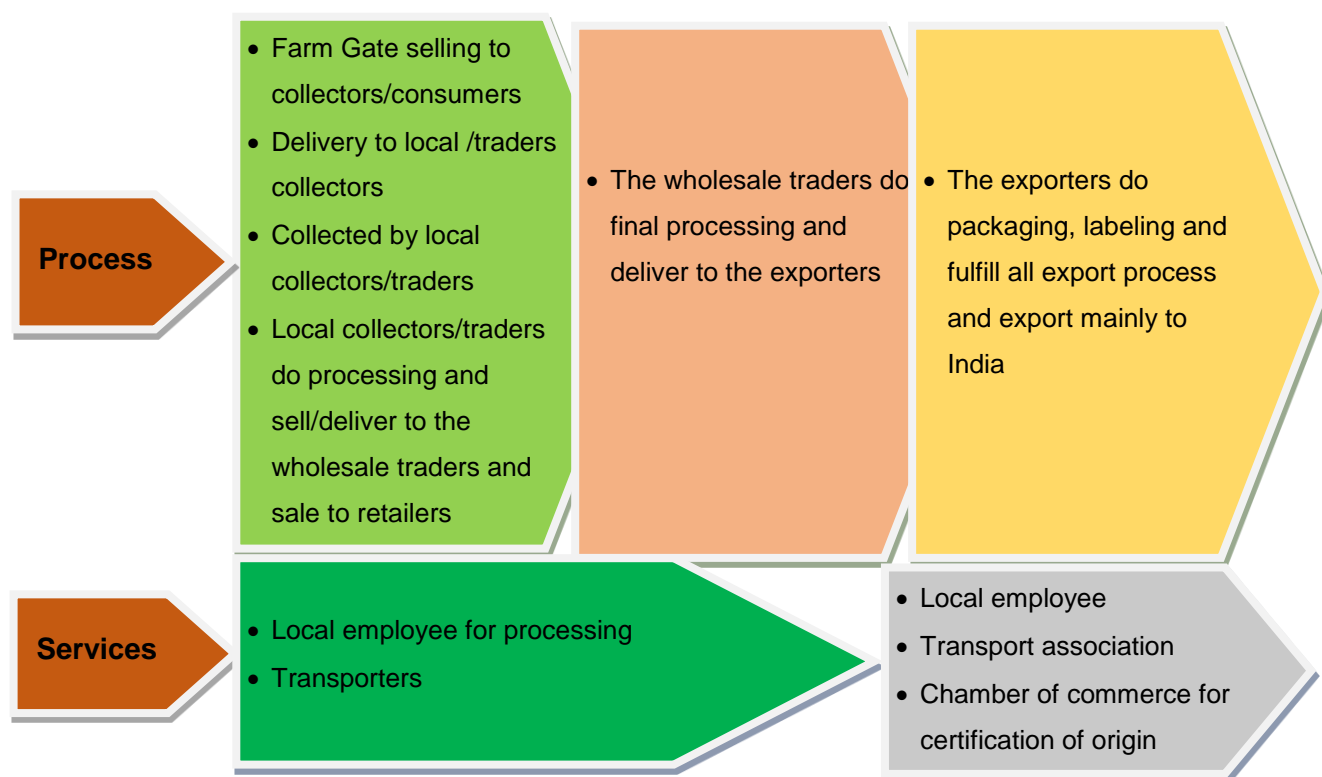 Process
• Farm Gate selling to
collectors/consumers
• Delivery to local /traders
collectors
• Collected by local
collectors/traders
• Local collectors/traders
do processing and
sell/deliver to the
wholesale traders and
sale to retailers
• The wholesale traders do
final processing and
deliver to the exporters
• The exporters do
packaging, labeling and
fulfill all export process
and export mainly to
India
Services
• Local employee for processing
• Transporters
• Local employee
• Transport association
• Chamber of commerce for
certification of origin